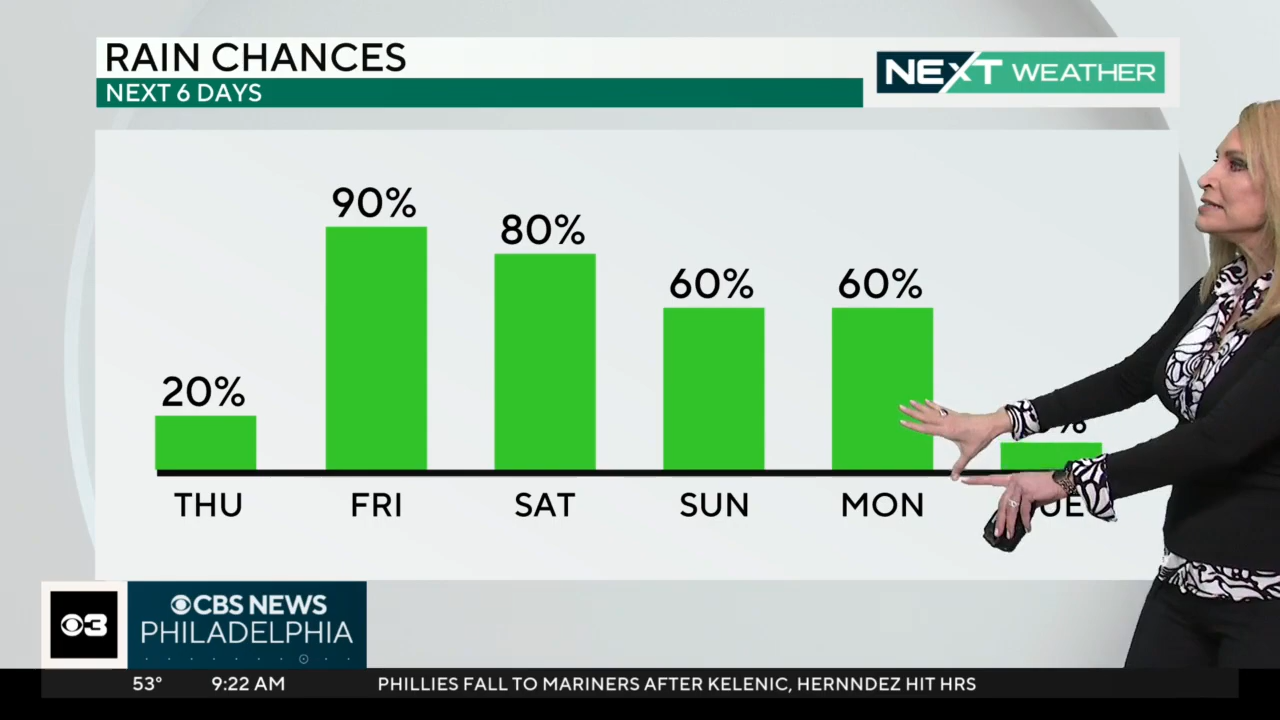 RAIN CHANCES
NEXT 6 DAYS
NEXT WEATHER
90%
80%
60%
60%
20%
THU
FRI
SAT
SUN
MON
3
CBS NEWS
PHILADELPHIA
53° 9:22 AM PHILLIES FALL TO MARINERS AFTER KELENIC, HERNNDEZ HIT HRS